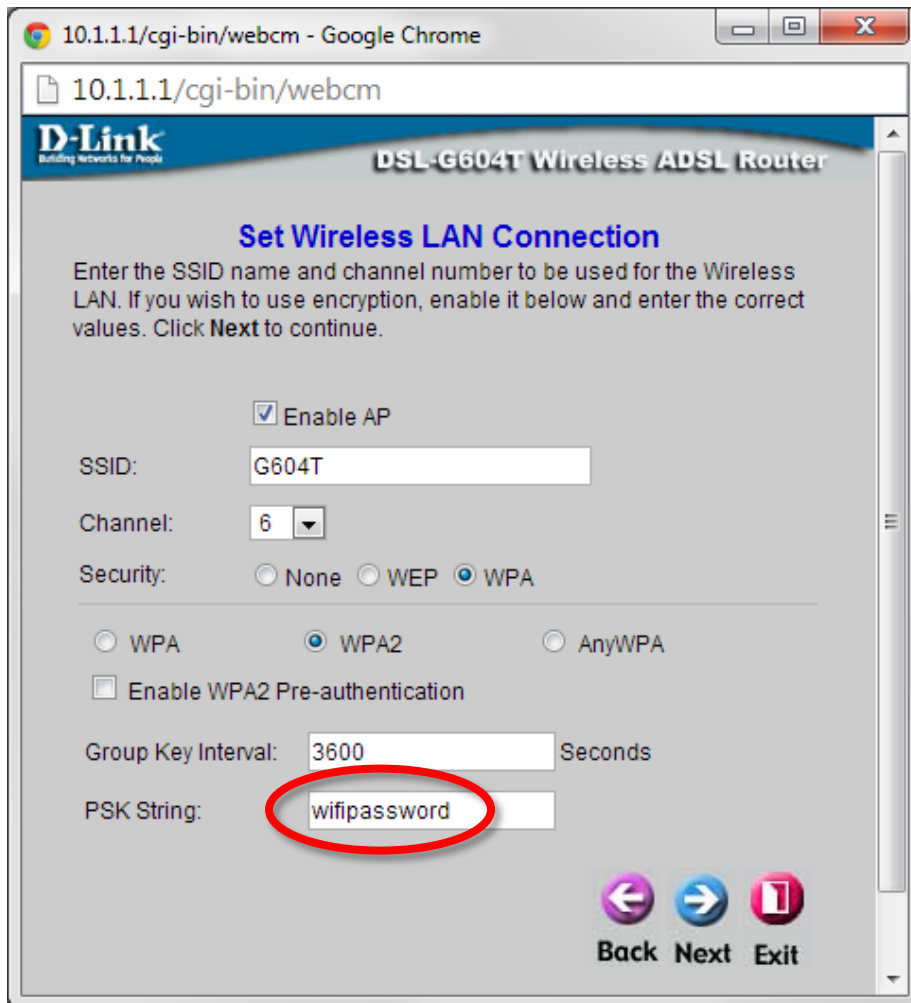 10.1.1.1/cgi-bin/webcm - Google Chrome
10.1.1.1/cgi-bin/webcm
D-Link
Building Networks for People
DSL-G604T Wireless ADSL Router
Set Wireless LAN Connection
Enter the SSID name and channel number to be used for the Wireless
LAN. If you wish to use encryption, enable it below and enter the correct
values. Click Next to continue.
Enable AP
SSID: G604T
Channel: 6
Security: None WEP WPA
WPA WPA2 AnyWPA
Enable WPA2 Pre-authentication
Group Key Interval: 3600 Seconds
PSK String: wifipassword
Back Next Exit